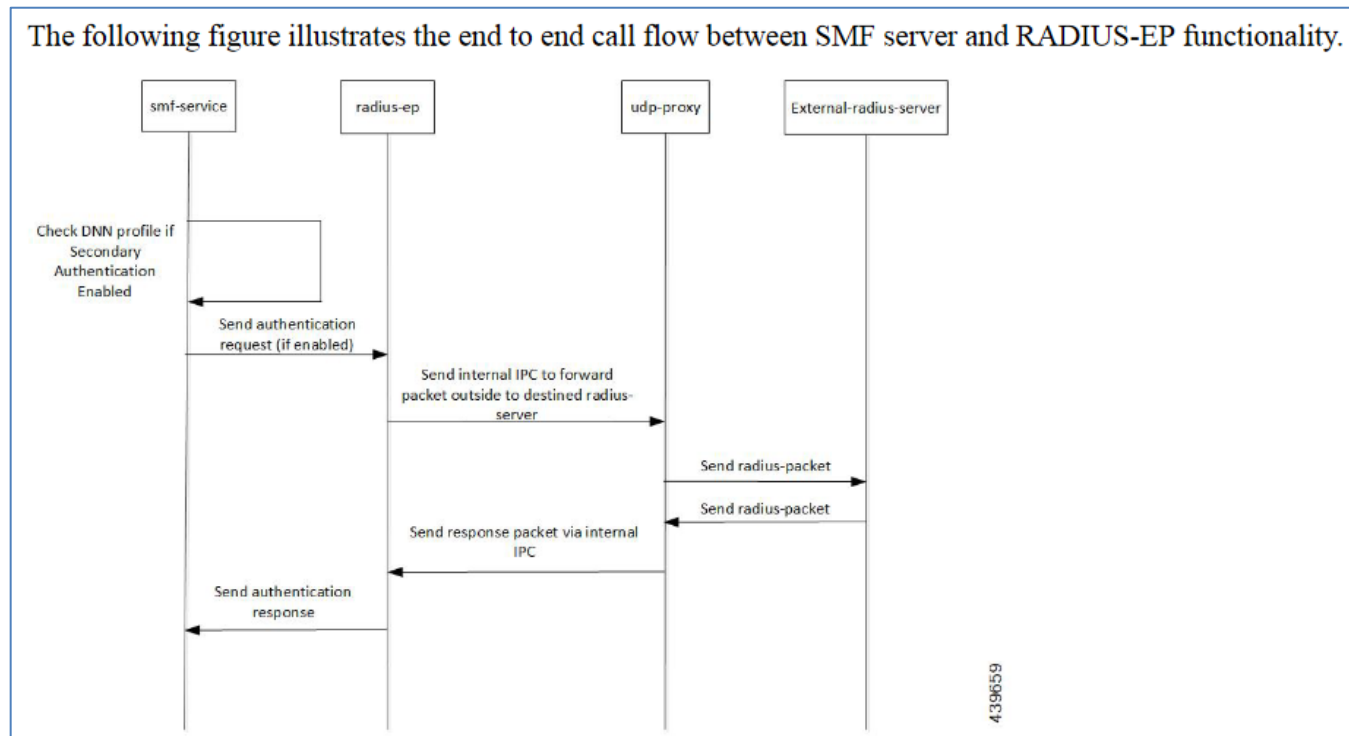 The following figure illustrates the end to end call flow between SMF server and RADIUS-EP functionality.
smf-service
radius-ep
udp-proxy
External-radius-server
Check DNN profile if
Secondary
Authentication
Enabled
Send authentication
request (if enabled)
Send internal IPC to forward
packet outside to destined radius-
server
Send radius-packet
Send radius-packet
Send response packet via internal
IPC
Send authentication
response
439659